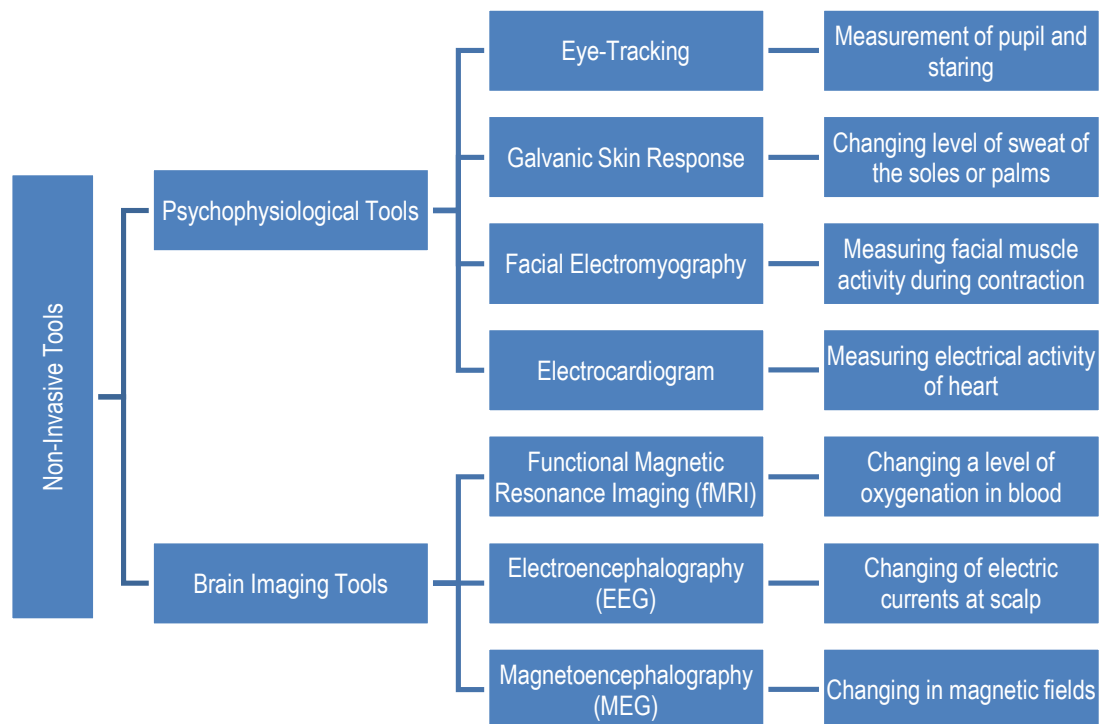 Non-Invasive Tools
Psychophysiological Tools
Eye-Tracking
Measurement of pupil and
staring
Galvanic Skin Response
Changing level of sweat of
the soles or palms
Facial Electromyography
Measuring facial muscle
activity during contraction
Electrocardiogram
Measuring electrical activity
of heart
Brain Imaging Tools
Functional Magnetic
Resonance Imaging (fMRI)
Changing a level of
oxygenation in blood
Electroencephalography
(EEG)
Changing of electric
currents at scalp
Magnetoencephalography
(MEG)
Changing in magnetic fields